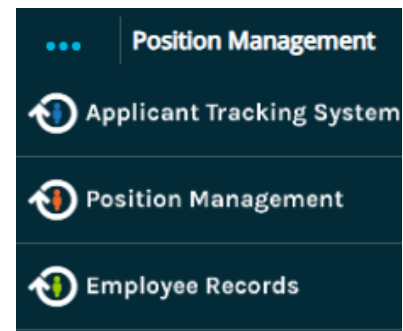 Position Management
Applicant Tracking System
Position Management
Employee Records